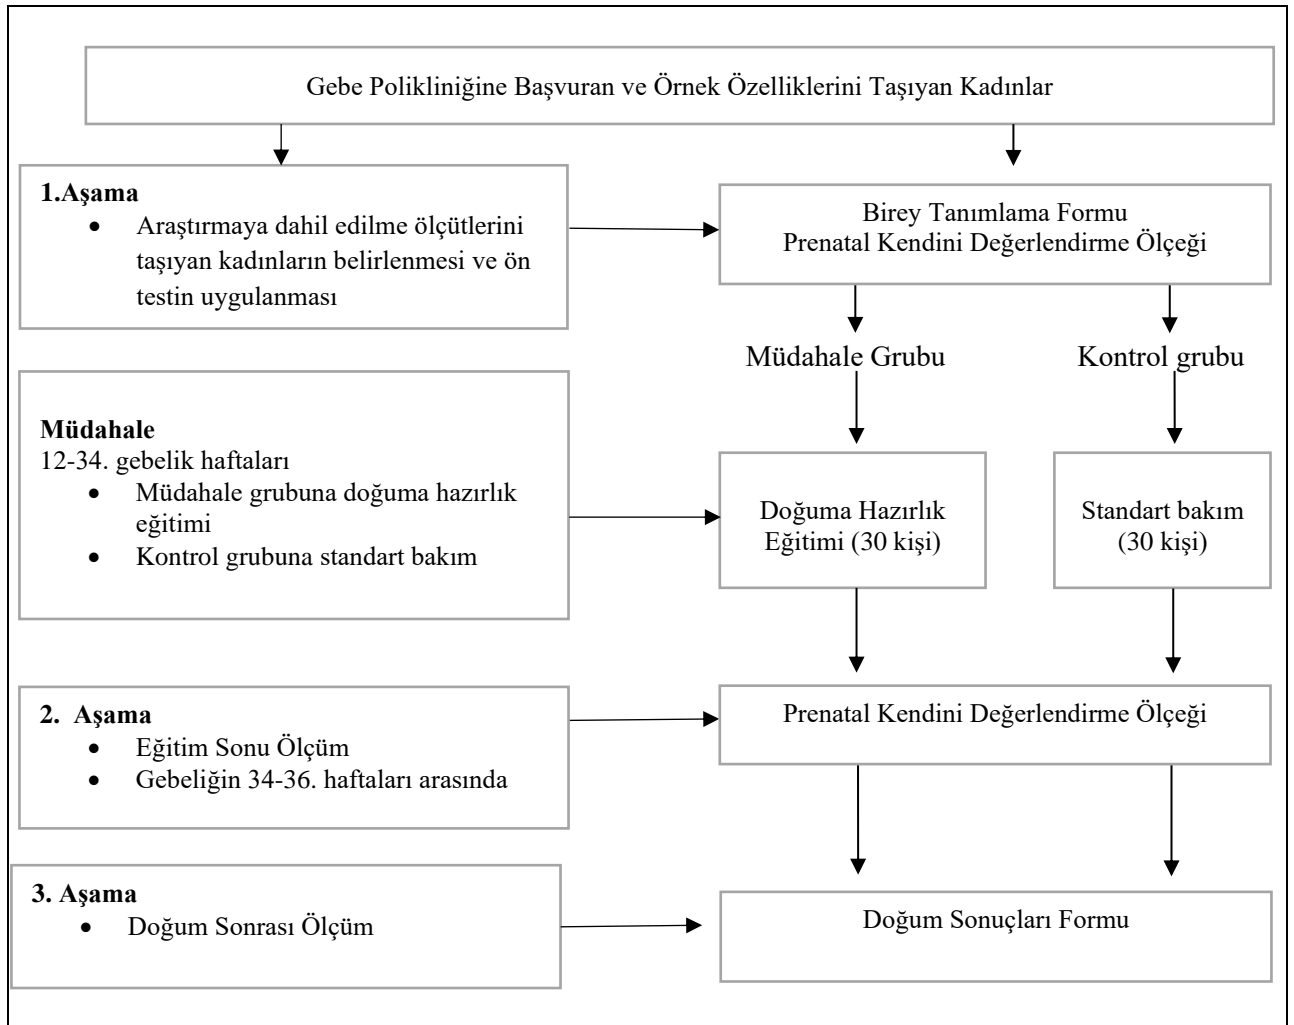 Gebe Polikliniğine Başvuran ve Örnek Özelliklerini Taşıyan Kadınlar
1.Aşama
• Araştırmaya dahil edilme ölçütlerini
taşıyan kadınların belirlenmesi ve ön
testin uygulanması
Birey Tanımlama Formu
Prenatal Kendini Değerlendirme Ölçeği
Müdahale Grubu
Kontrol grubu
Müdahale
12-34. gebelik haftaları
• Müdahale grubuna doğuma hazırlık
eğitimi
• Kontrol grubuna standart bakım
Doğuma Hazırlık
Eğitimi (30 kişi)
Standart bakım
(30 kişi)
2. Aşama
• Eğitim Sonu Ölçüm
• Gebeliğin 34-36. haftaları arasında
Prenatal Kendini Değerlendirme Ölçeği
3. Aşama
• Doğum Sonrası Ölçüm
Doğum Sonuçları Formu